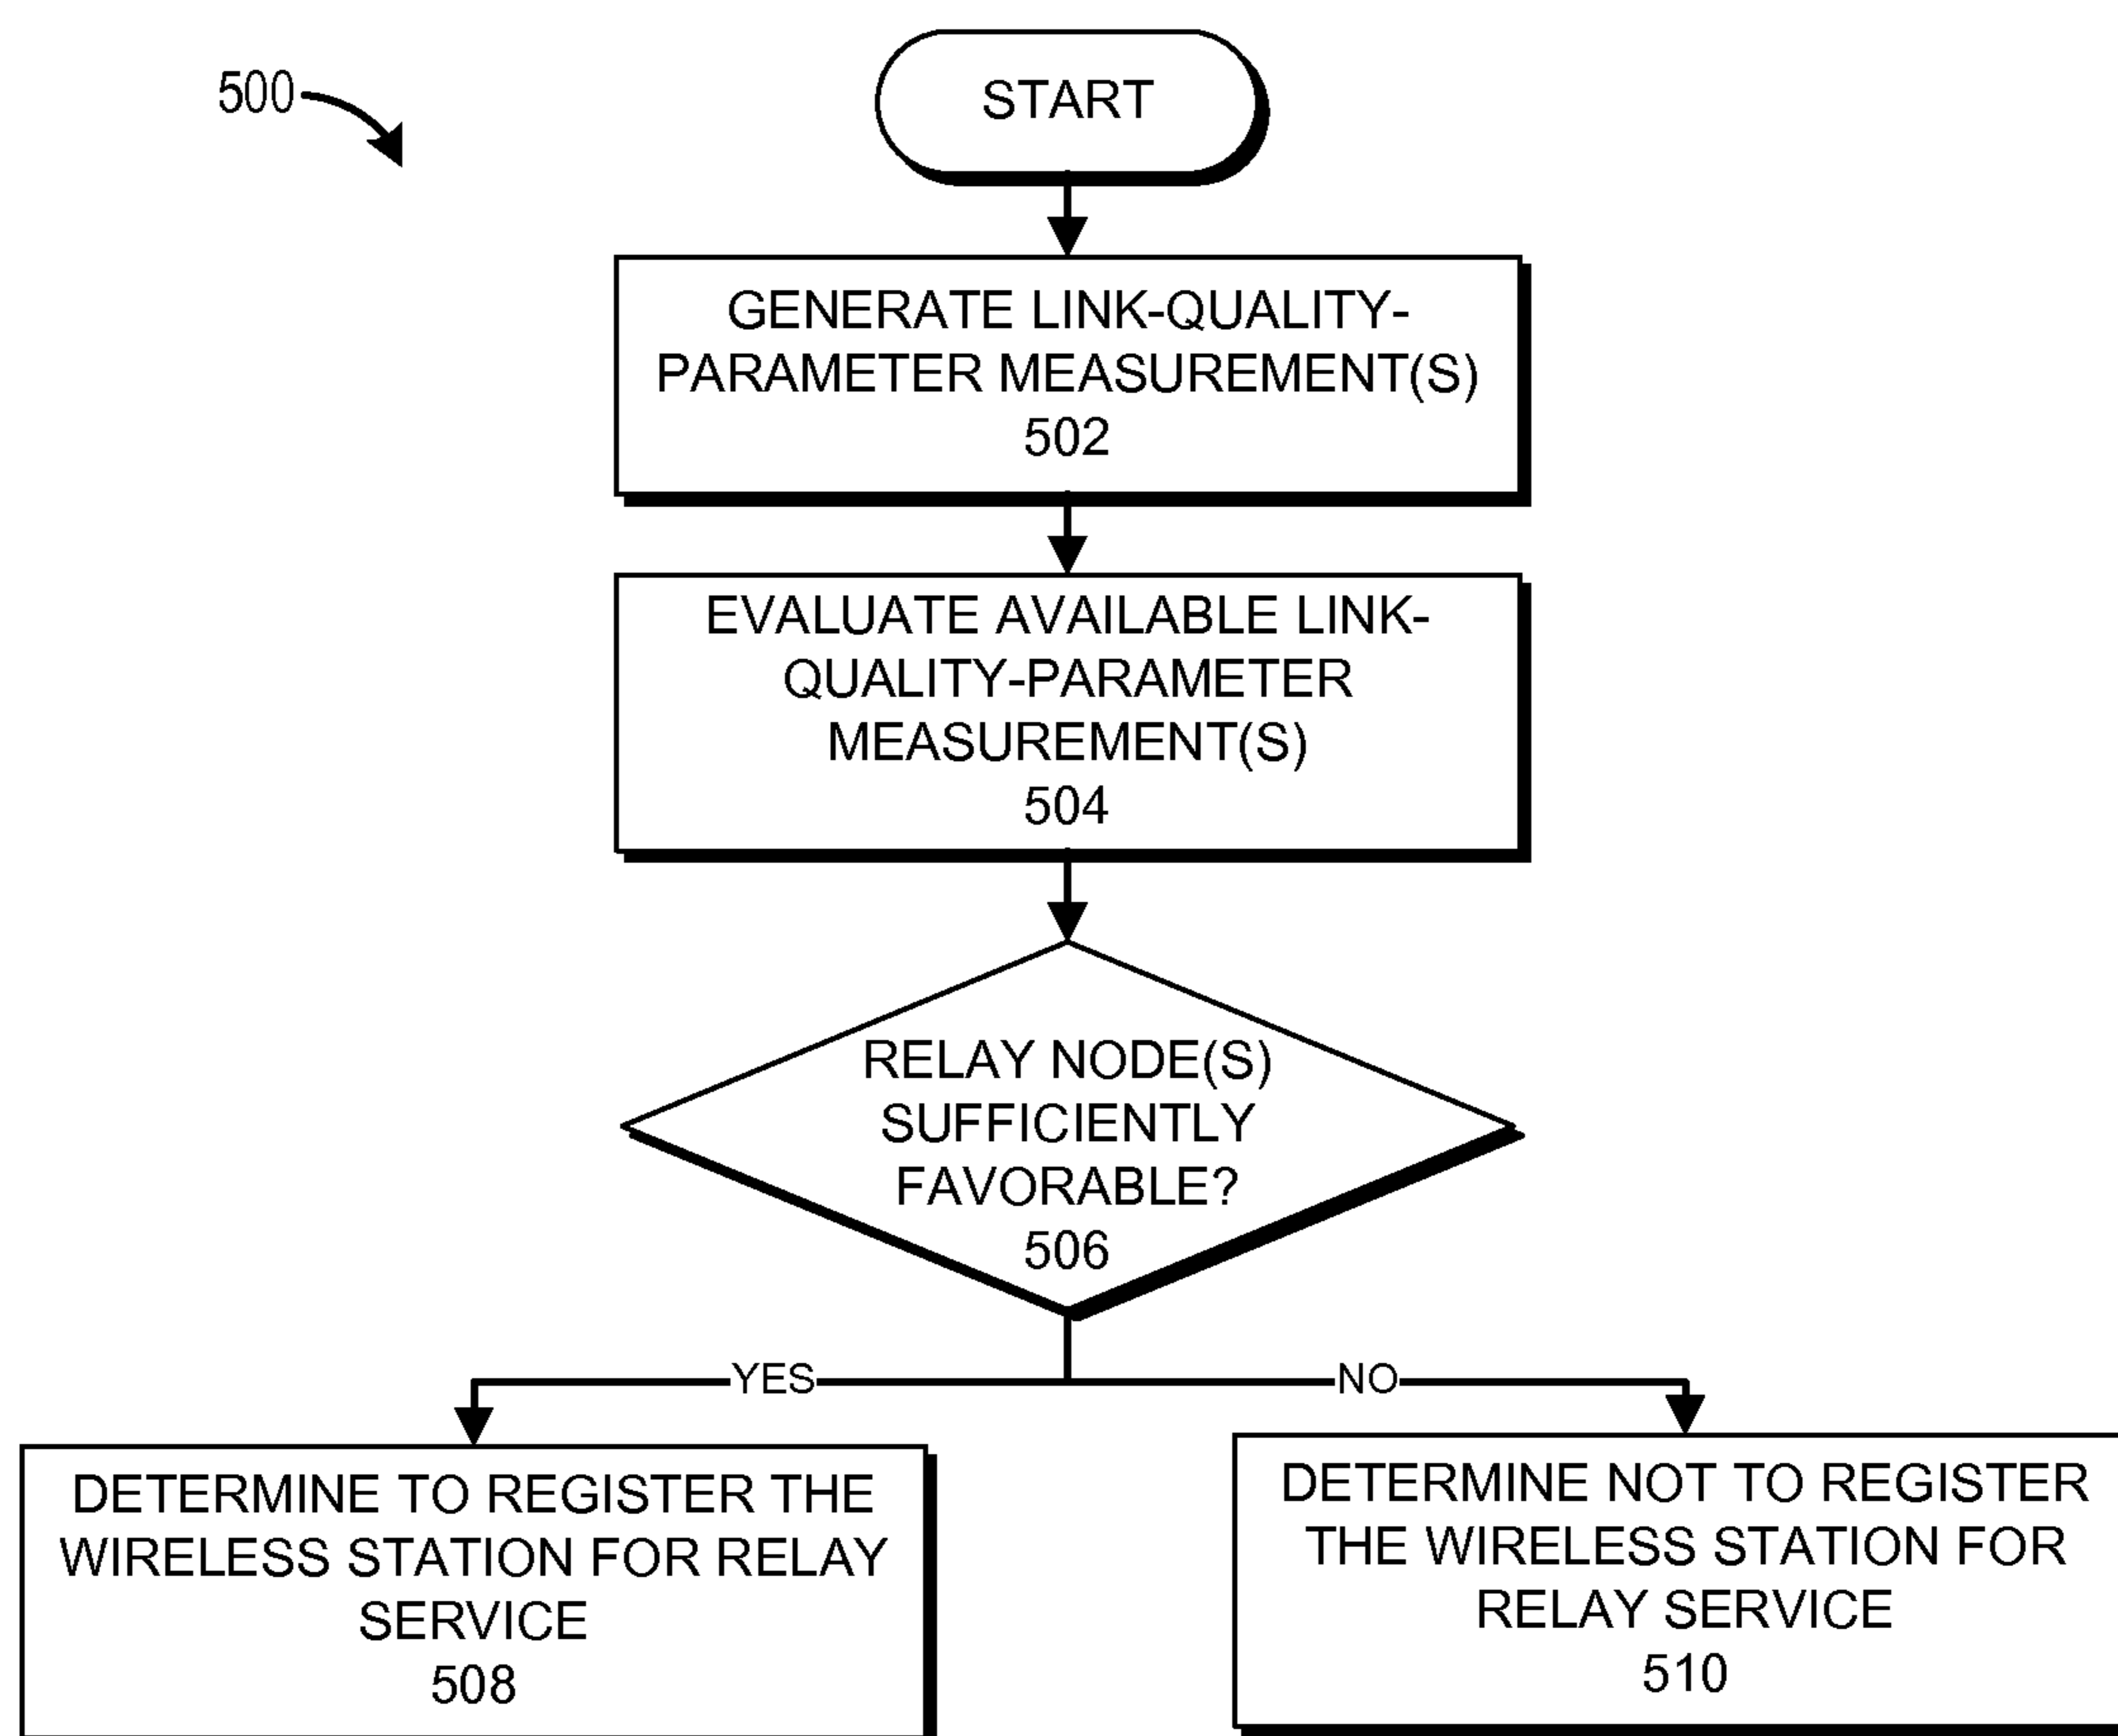 500
START
GENERATE LINK-QUALITY-
PARAMETER MEASUREMENT(S)
502
EVALUATE AVAILABLE LINK-
QUALITY-PARAMETER
MEASUREMENT(S)
504
RELAY NODE(S)
SUFFICIENTLY
FAVORABLE?
506
YES
NO
DETERMINE TO REGISTER THE
WIRELESS STATION FOR RELAY
SERVICE
508
DETERMINE NOT TO REGISTER
THE WIRELESS STATION FOR
RELAY SERVICE
510